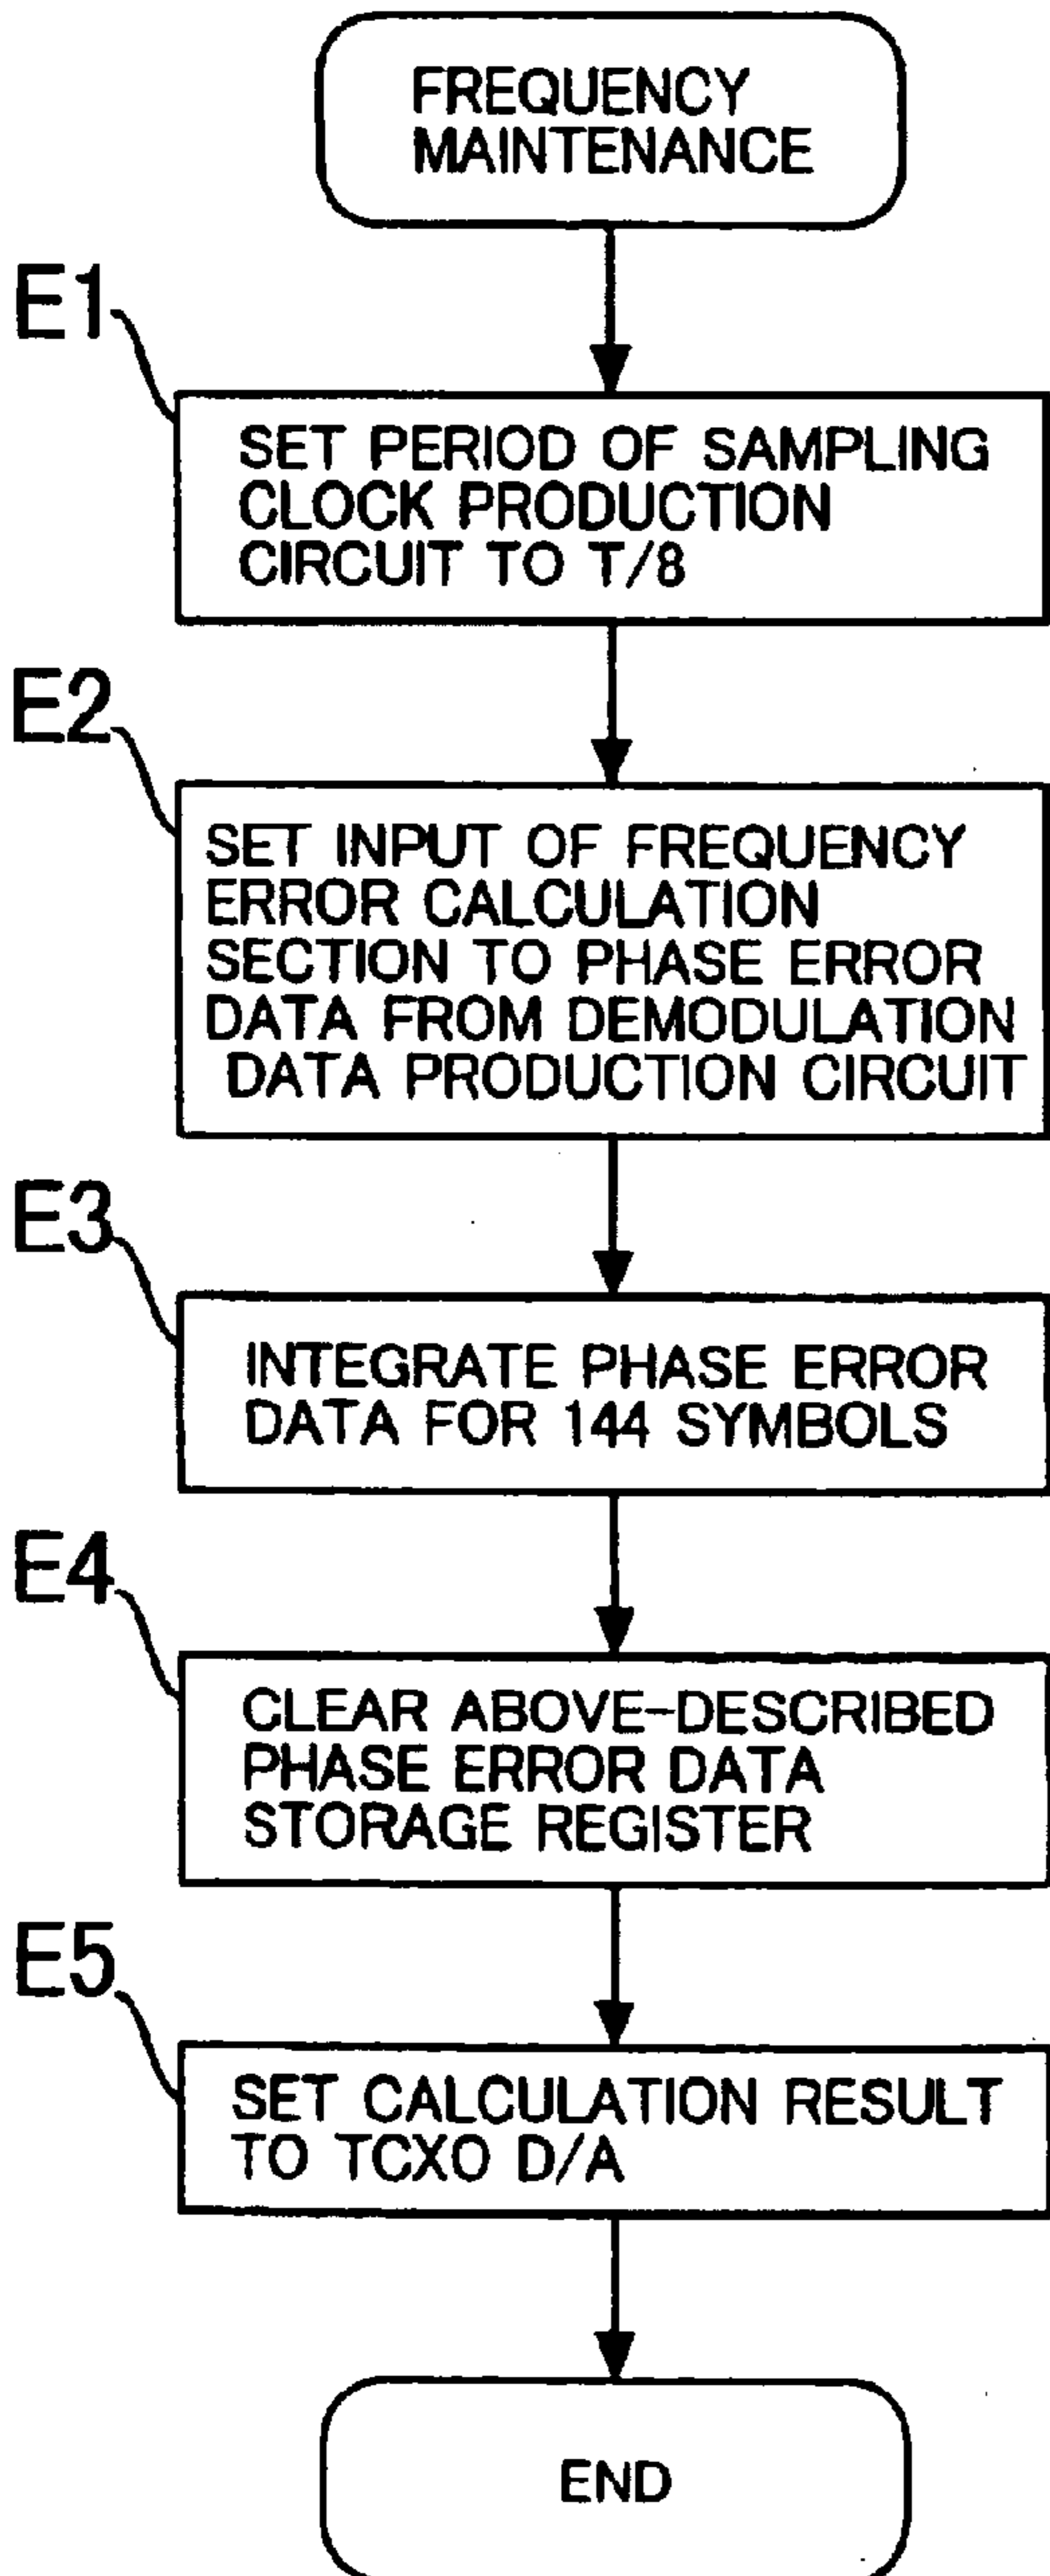 FREQUENCY
MAINTENANCE
E1
SET PERIOD OF SAMPLING
CLOCK PRODUCTION
CIRCUIT TO T/8
E2
SET INPUT OF FREQUENCY
ERROR CALCULATION
SECTION TO PHASE ERROR
DATA FROM DEMODULATION
DATA PRODUCTION CIRCUIT
E3
INTEGRATE PHASE ERROR
DATA FOR 144 SYMBOLS
E4
CLEAR ABOVE-DESCRIBED
PHASE ERROR DATA
STORAGE REGISTER
E5
SET CALCULATION RESULT
TO TCXO D/A
END